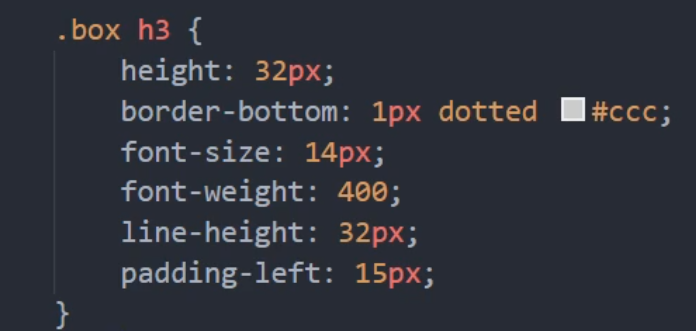 .box h3 {
    height: 32px;
    border-bottom: 1px dotted #ccc;
    font-size: 14px;
    font-weight: 400;
    line-height: 32px;
    padding-left: 15px;
}